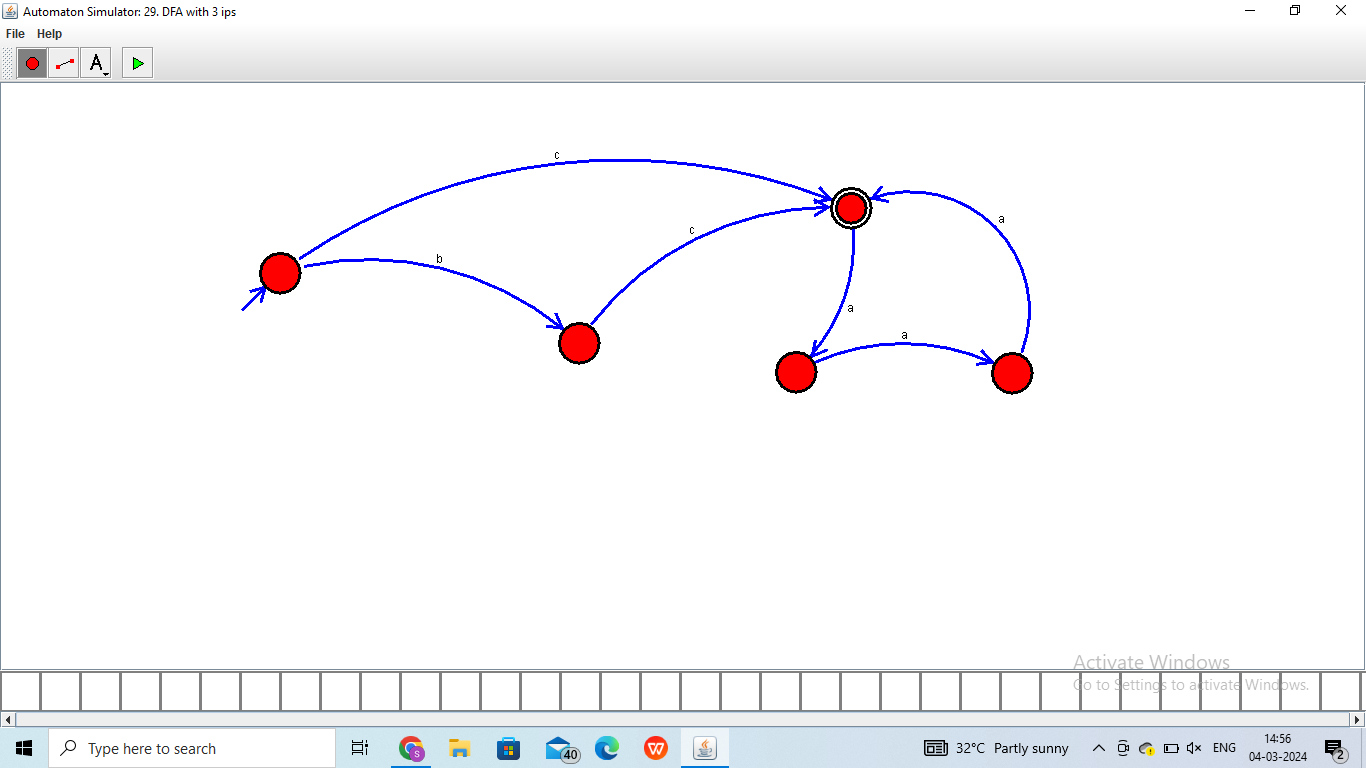 Automaton Simulator: 29. DFA with 3 ips
File Help
A
c
a
c
b
a
a
Activate Windows
Go to Settings to activate Windows.
Type here to search
S
40
W
32°C Partly sunny
ENG
14:56
04-03-2024
2